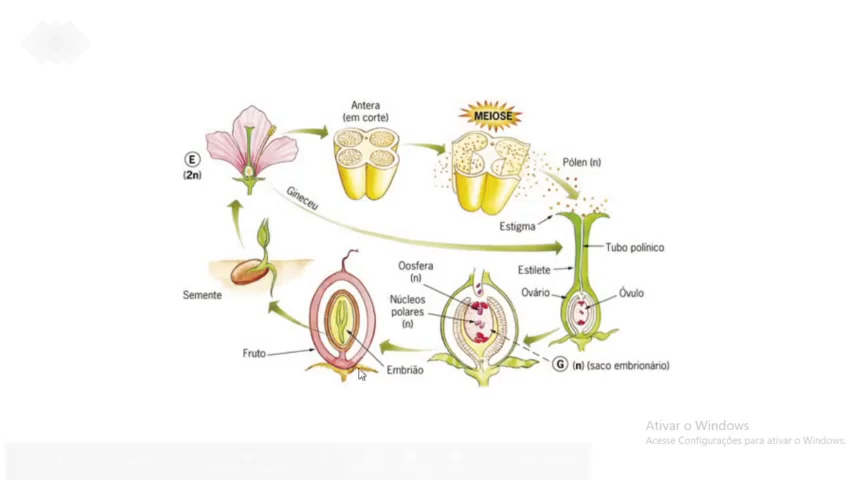 Antera
(em corte)
MEIOSE
E
(2n)
Pólen (n)
Gineceu
Estigma
Tubo polínico
Estilete
Oosfera
(n)
Ovário
Óvulo
Semente
Núcleos
polares
(n)
Fruto
Embrião
G (n) (saco embrionário)
Ativar o Windows
Acesse Configurações para ativar o Windows.